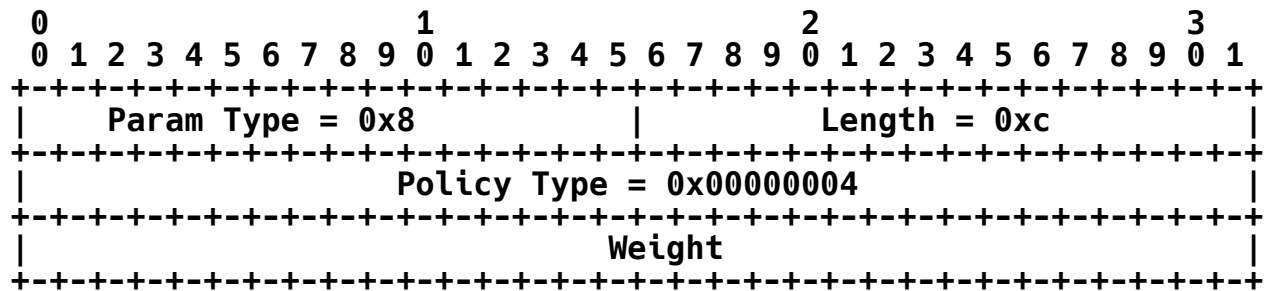 0                   1                   2                   3
 0 1 2 3 4 5 6 7 8 9 0 1 2 3 4 5 6 7 8 9 0 1 2 3 4 5 6 7 8 9 0 1
+-+-+-+-+-+-+-+-+-+-+-+-+-+-+-+-+-+-+-+-+-+-+-+-+-+-+-+-+-+-+-+-+
|    Param Type = 0x8           |         Length = 0xc          |
+-+-+-+-+-+-+-+-+-+-+-+-+-+-+-+-+-+-+-+-+-+-+-+-+-+-+-+-+-+-+-+-+
|                   Policy Type = 0x00000004                    |
+-+-+-+-+-+-+-+-+-+-+-+-+-+-+-+-+-+-+-+-+-+-+-+-+-+-+-+-+-+-+-+-+
|                              Weight                           |
+-+-+-+-+-+-+-+-+-+-+-+-+-+-+-+-+-+-+-+-+-+-+-+-+-+-+-+-+-+-+-+-+